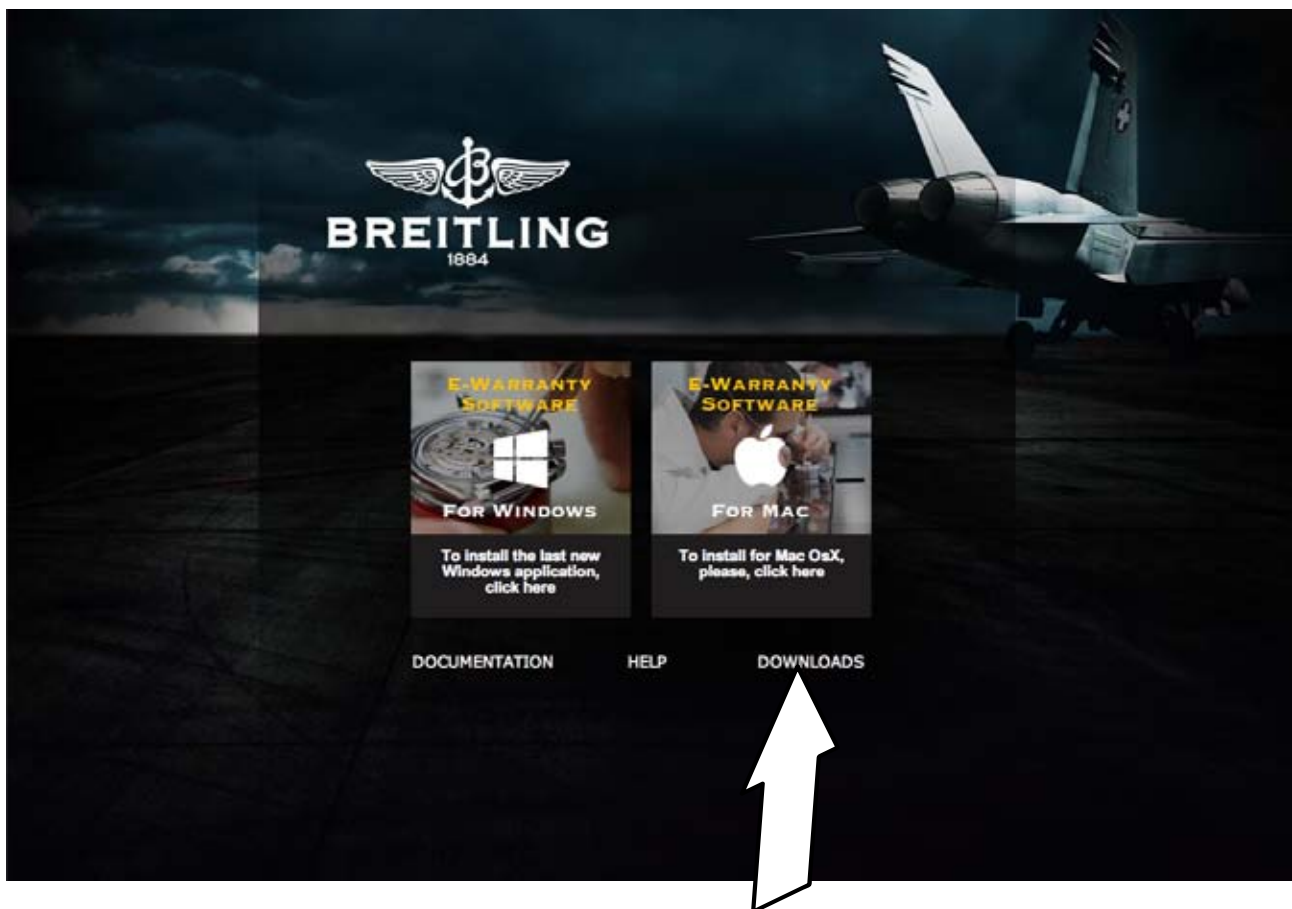 BREITLING
1884
E-WARRANTY
SOFTWARE
FOR WINDOWS
To install the last new
Windows application,
click here
E-WARRANTY
SOFTWARE
FOR MAC
To install for Mac OsX,
please, click here
DOCUMENTATION HELP DOWNLOADS